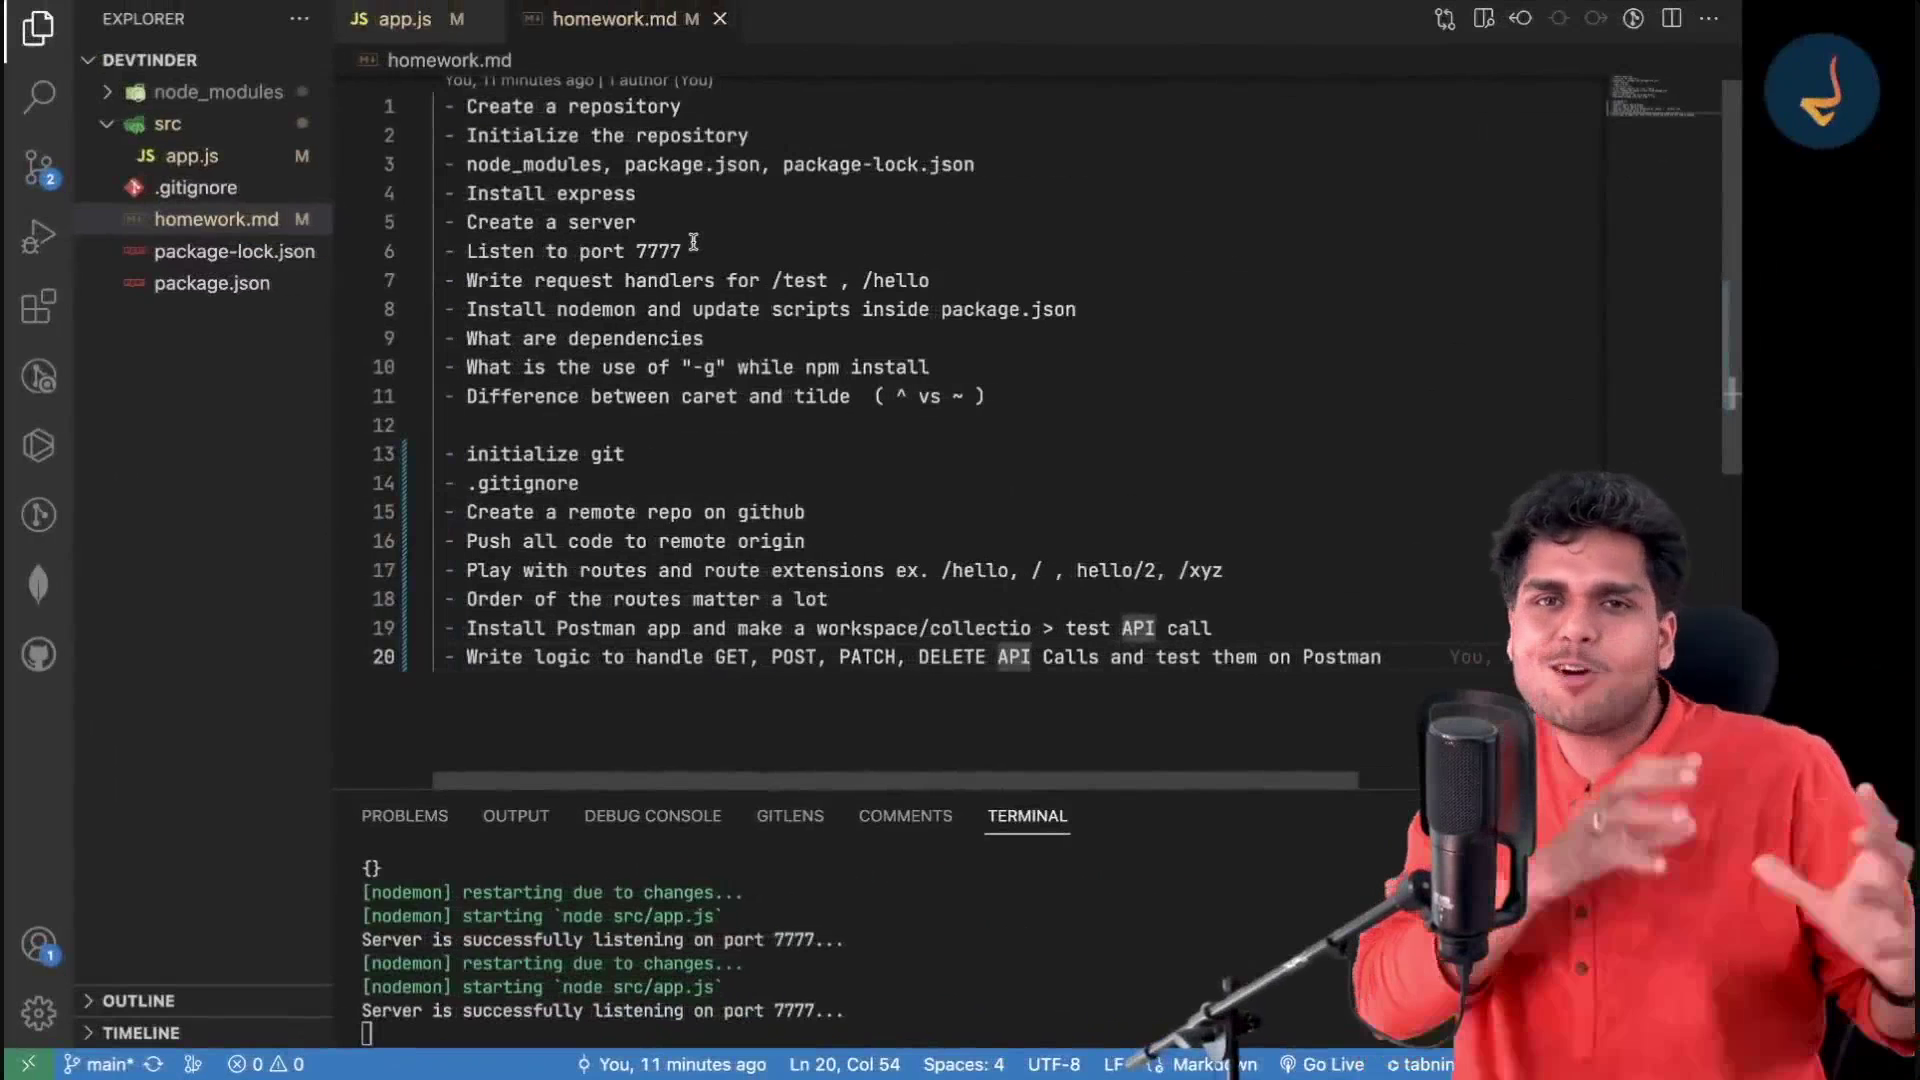 EXPLORER
JS app.js M
homework.md M
DEVTINDER
homework.md
node_modules
You, 11 minutes ago | 1 author (You)
src
JS app.js M
.gitignore
homework.md M
package-lock.json
package.json
1 - Create a repository
2 - Initialize the repository
3 - node_modules, package.json, package-lock.json
4 - Install express
5 - Create a server
6 - Listen to port 7777
7 - Write request handlers for /test , /hello
8 - Install nodemon and update scripts inside package.json
9 - What are dependencies
10 - What is the use of "-g" while npm install
11 - Difference between caret and tilde ( ^ vs ~ )
12
13 - initialize git
14 - .gitignore
15 - Create a remote repo on github
16 - Push all code to remote origin
17 - Play with routes and route extensions ex. /hello, / , hello/2, /xyz
18 - Order of the routes matter a lot
19 - Install Postman app and make a workspace/collectio > test API call
20 - Write logic to handle GET, POST, PATCH, DELETE API Calls and test them on Postman You,
2
PROBLEMS OUTPUT DEBUG CONSOLE GITLENS COMMENTS TERMINAL
{}
[nodemon] restarting due to changes...
[nodemon] starting `node src/app.js`
Server is successfully listening on port 7777...
[nodemon] restarting due to changes...
[nodemon] starting `node src/app.js`
Server is successfully listening on port 7777...
1
OUTLINE
TIMELINE
main* 0 0 You, 11 minutes ago Ln 20, Col 54 Spaces: 4 UTF-8 LF Markdown Go Live tabnin